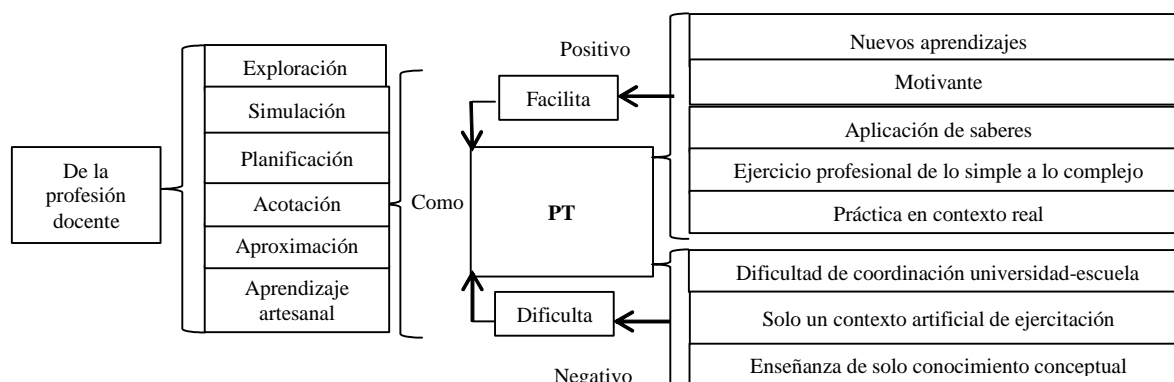 De la
profesión
docente
Exploración
Simulación
Planificación
Acotación
Aproximación
Aprendizaje
artesanal
Como
Positivo
Facilita
PT
Dificulta
Negativo
Nuevos aprendizajes
Motivante
Aplicación de saberes
Ejercicio profesional de lo simple a lo complejo
Práctica en contexto real
Dificultad de coordinación universidad-escuela
Solo un contexto artificial de ejercitación
Enseñanza de solo conocimiento conceptual